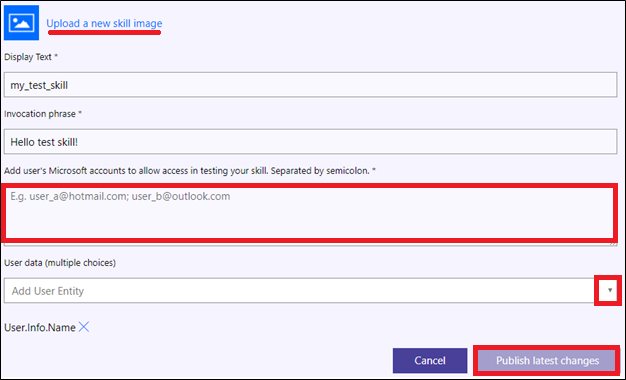 Upload a new skill image
Display Text *
my_test_skill
Invocation phrase *
Hello test skill!
Add user's Microsoft accounts to allow access in testing your skill. Separated by semicolon. *
E.g. user_a@hotmail.com; user_b@outlook.com
User data (multiple choices)
Add User Entity
User.Info.Name
Cancel Publish latest changes